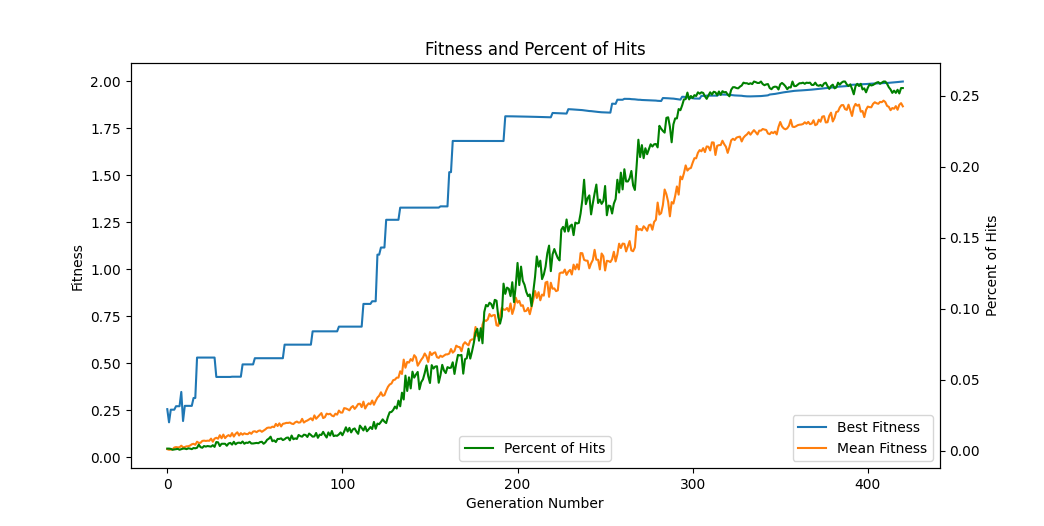 Fitness and Percent of Hits
2.00
1.75
1.50
1.25
1.00
0.75
0.50
0.25
0.00
Fitness
0.25
0.20
0.15
0.10
0.05
0.00
Percent of Hits
Percent of Hits
Best Fitness
Mean Fitness
0 100 200 300 400
Generation Number